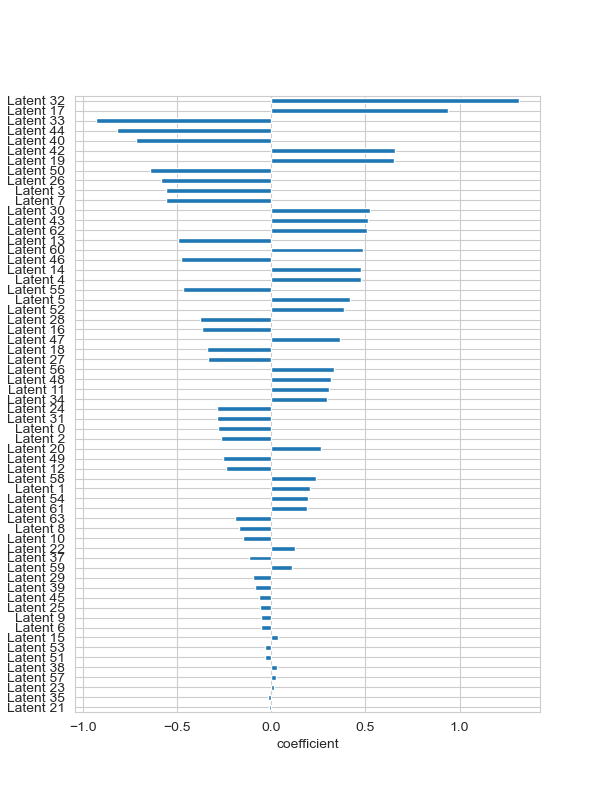 Latent 32
Latent 17
Latent 33
Latent 44
Latent 40
Latent 42
Latent 19
Latent 50
Latent 26
Latent 3
Latent 7
Latent 30
Latent 43
Latent 62
Latent 13
Latent 60
Latent 46
Latent 14
Latent 4
Latent 55
Latent 5
Latent 52
Latent 28
Latent 16
Latent 47
Latent 18
Latent 27
Latent 56
Latent 48
Latent 11
Latent 34
Latent 24
Latent 31
Latent 0
Latent 2
Latent 20
Latent 49
Latent 12
Latent 58
Latent 1
Latent 54
Latent 61
Latent 63
Latent 8
Latent 10
Latent 22
Latent 37
Latent 59
Latent 29
Latent 39
Latent 45
Latent 25
Latent 9
Latent 6
Latent 15
Latent 53
Latent 51
Latent 38
Latent 57
Latent 23
Latent 35
Latent 21
−1.0 −0.5 0.0 0.5 1.0
coefficient